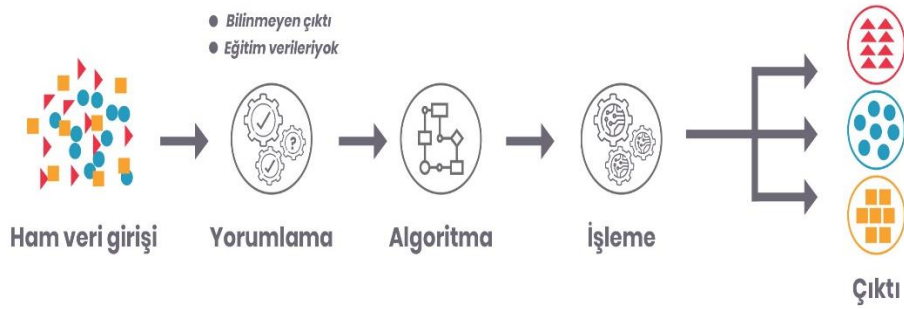 Bilinmeyen çıktı
Eğitim verileriyok
Ham veri girişi
Yorumlama
Algoritma
İşleme
Çıktı